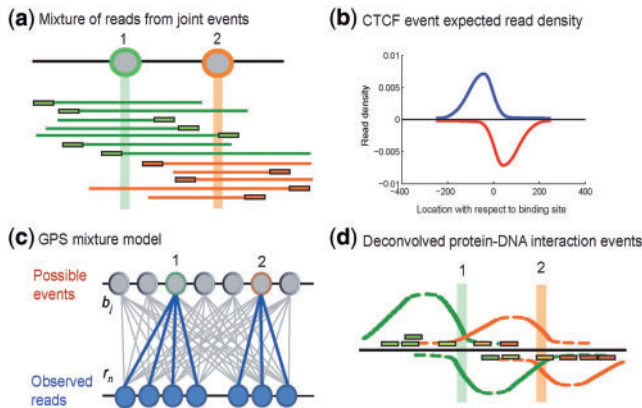 (a) Mixture of reads from joint events
1 2
(b) CTCF event expected read density
0.01
0.005
0
-0.005
-0.01
Read density
-400 -200 0 200 400
Location with respect to binding site
(c) GPS mixture model
1 2
Possible
events
bj
rn
Observed
reads
(d) Deconvolved protein-DNA interaction events
1 2